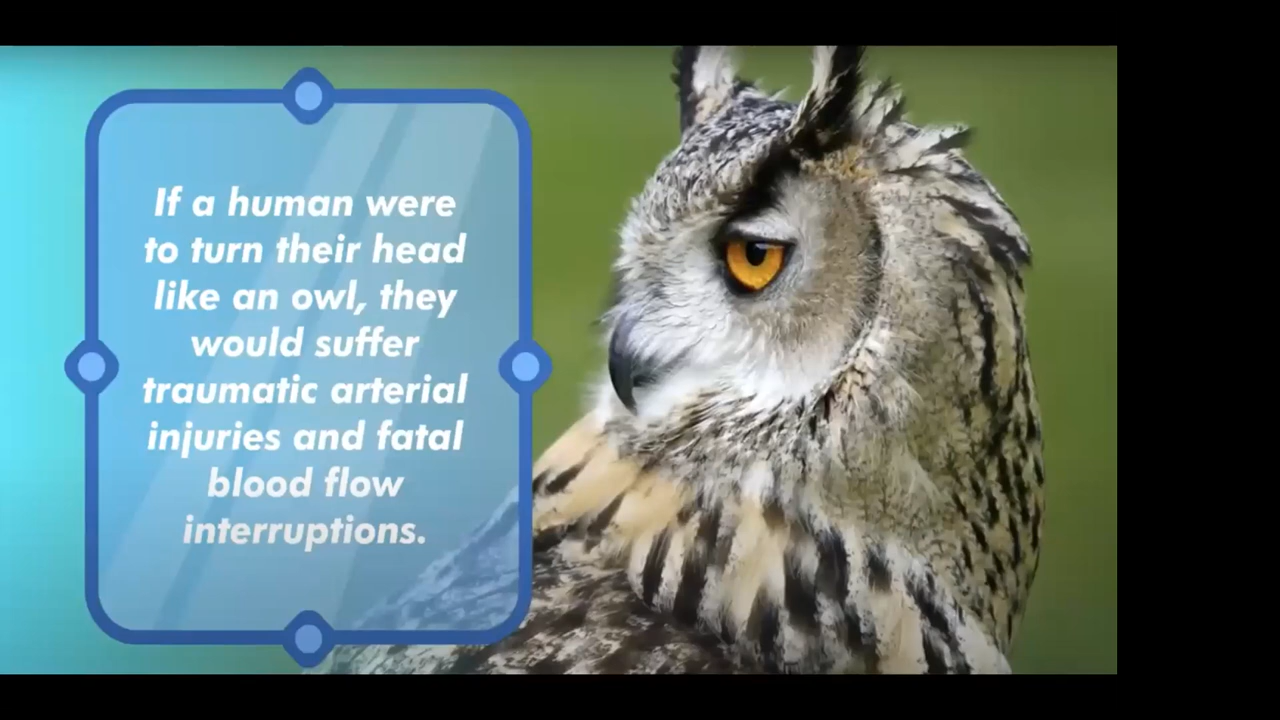 If a human were
to turn their head
like an owl, they
would suffer
traumatic arterial
injuries and fatal
blood flow
interruptions.